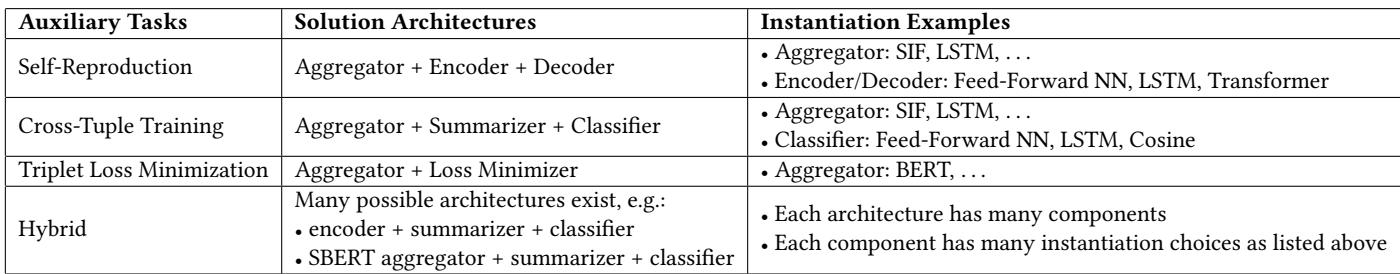 Auxiliary Tasks Solution Architectures Instantiation Examples
Self-Reproduction Aggregator + Encoder + Decoder
• Aggregator: SIF, LSTM, . . .
• Encoder/Decoder: Feed-Forward NN, LSTM, Transformer
Cross-Tuple Training Aggregator + Summarizer + Classifier
• Aggregator: SIF, LSTM, . . .
• Classifier: Feed-Forward NN, LSTM, Cosine
Triplet Loss Minimization Aggregator + Loss Minimizer • Aggregator: BERT, . . .
Hybrid
Many possible architectures exist, e.g.:
• encoder + summarizer + classifier
• SBERT aggregator + summarizer + classifier
• Each architecture has many components
• Each component has many instantiation choices as listed above